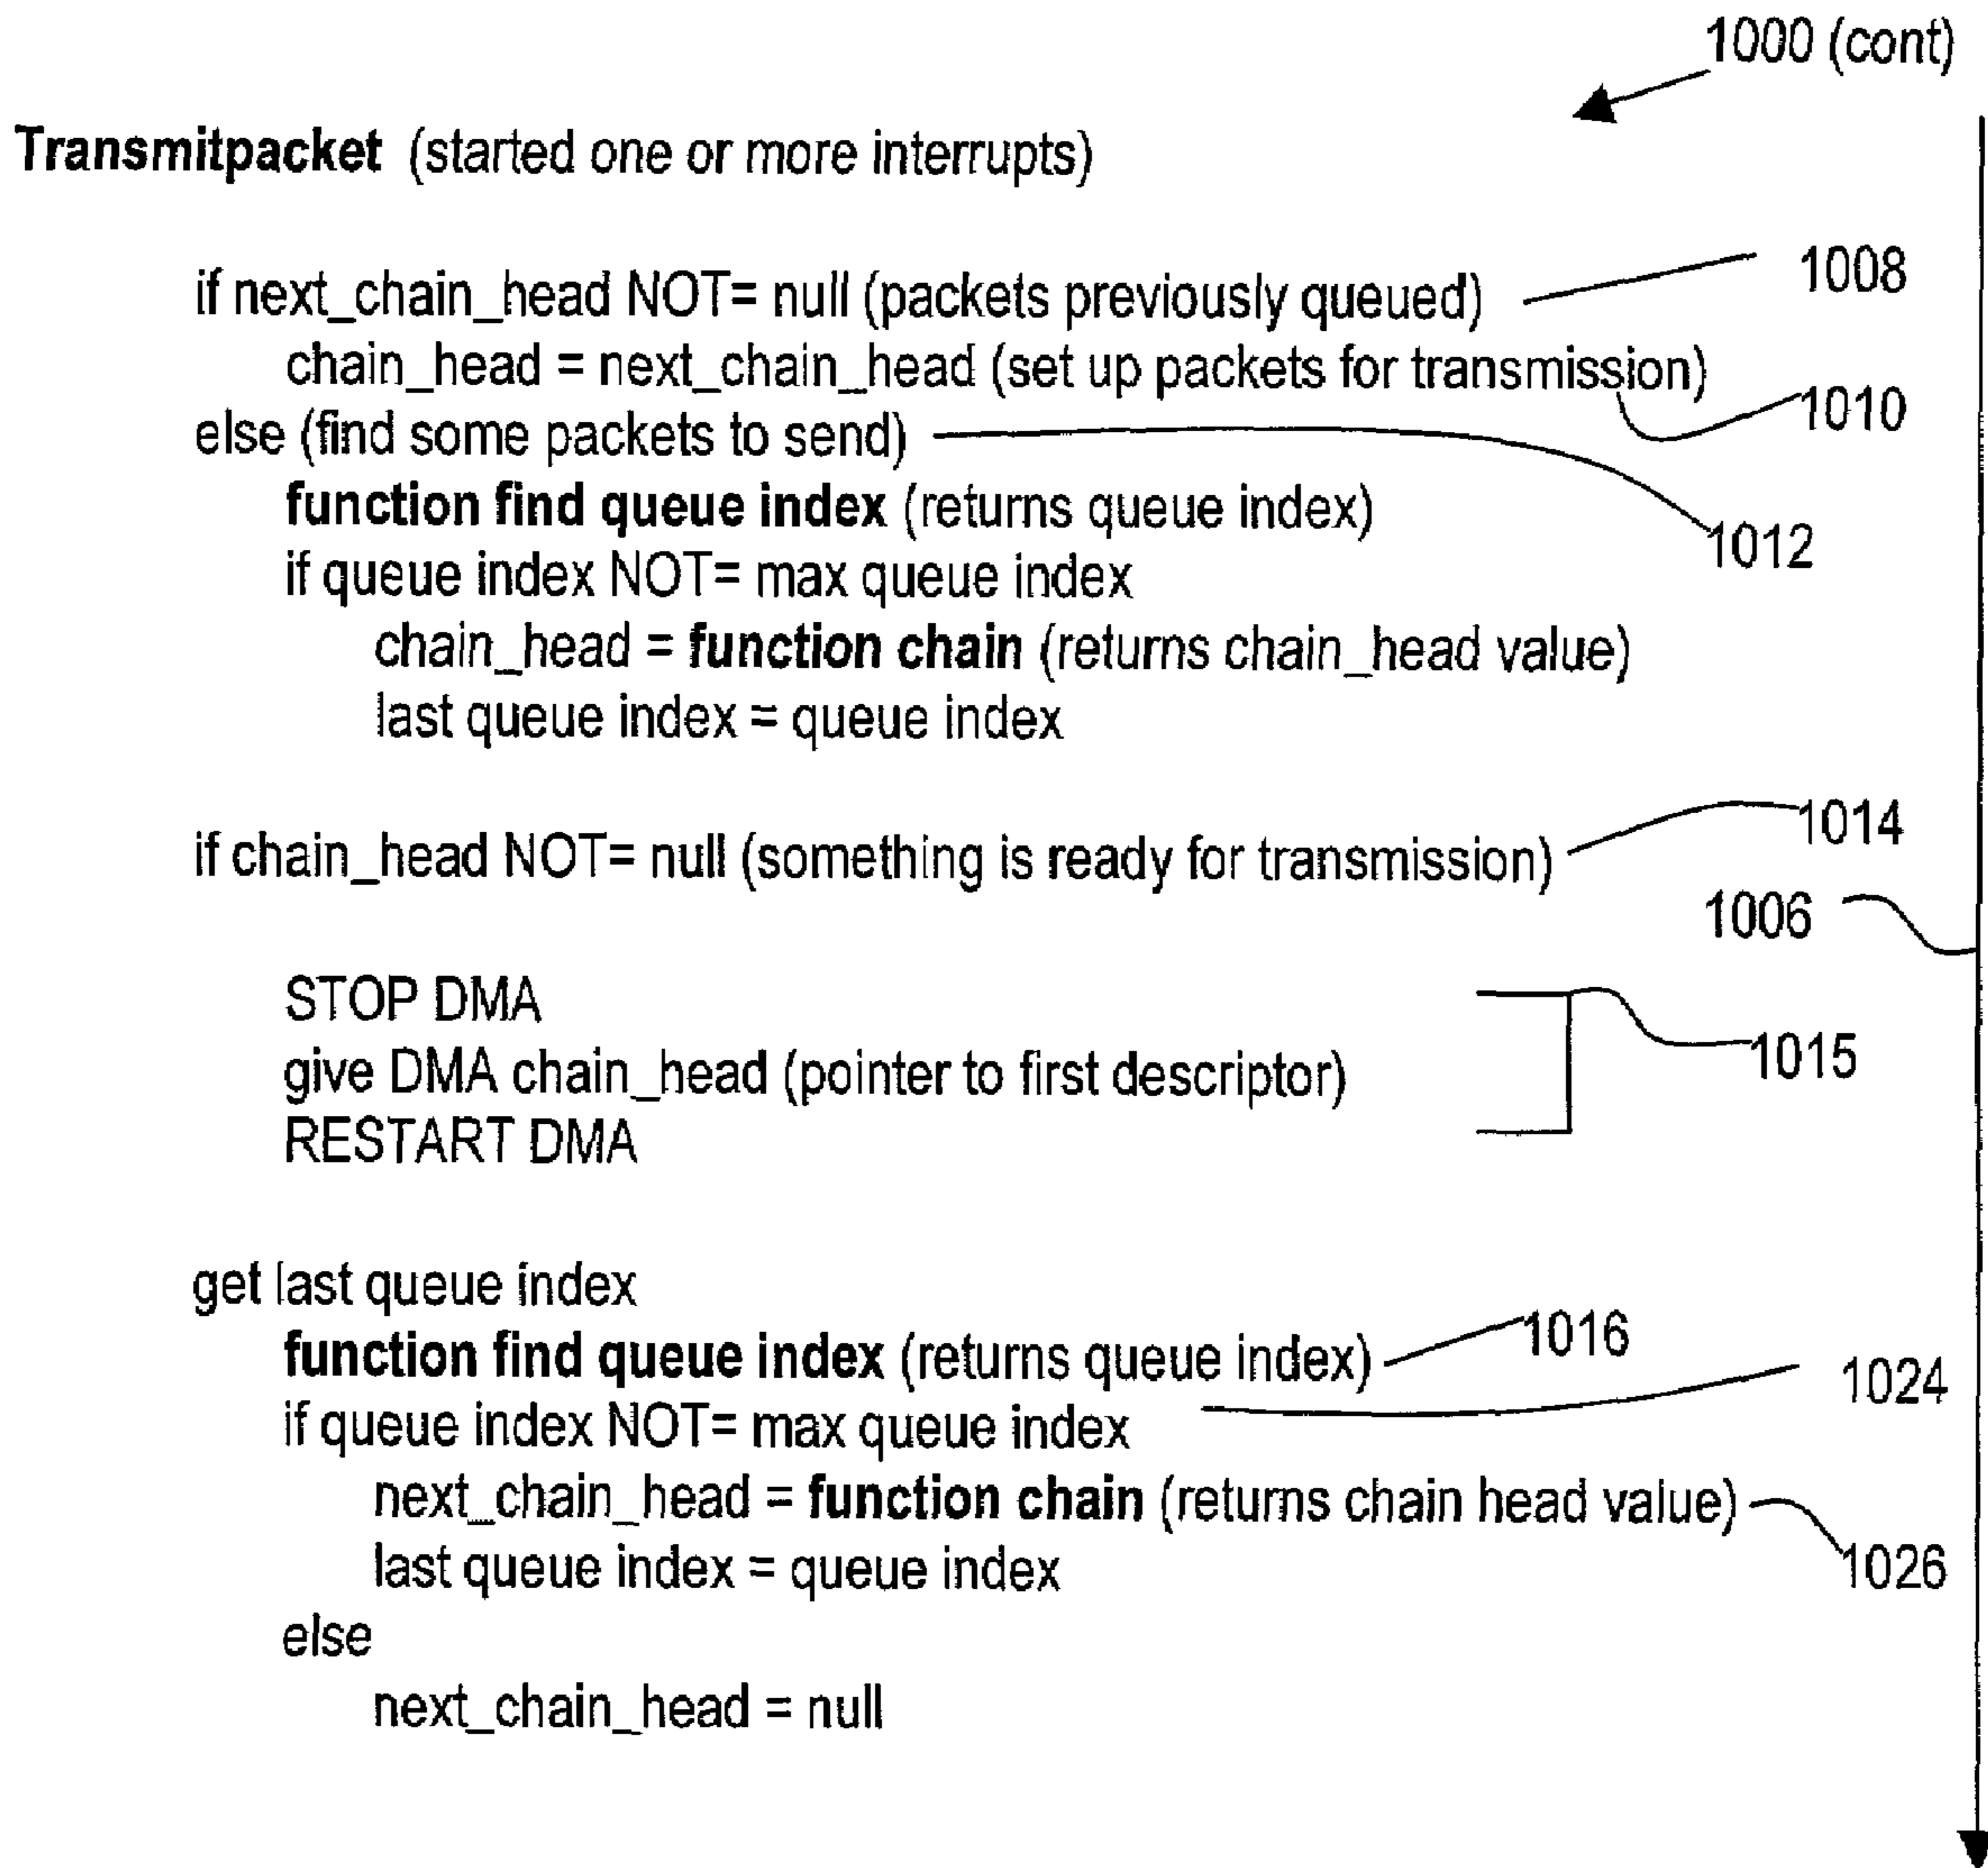 1000 (cont)
Transmitpacket (started one or more interrupts)
if next_chain_head NOT= null (packets previously queued)
1008
chain_head = next_chain_head (set up packets for transmission)
1010
else (find some packets to send)
function find queue index (returns queue index)
1012
if queue index NOT= max queue index
chain_head = function chain (returns chain_head value)
last queue index = queue index
1014
if chain_head NOT= null (something is ready for transmission)
1006
STOP DMA
1015
give DMA chain_head (pointer to first descriptor)
RESTART DMA
get last queue index
function find queue index (returns queue index)
1016
1024
if queue index NOT= max queue index
next_chain_head = function chain (returns chain head value)
1026
last queue index = queue index
else
next_chain_head = null